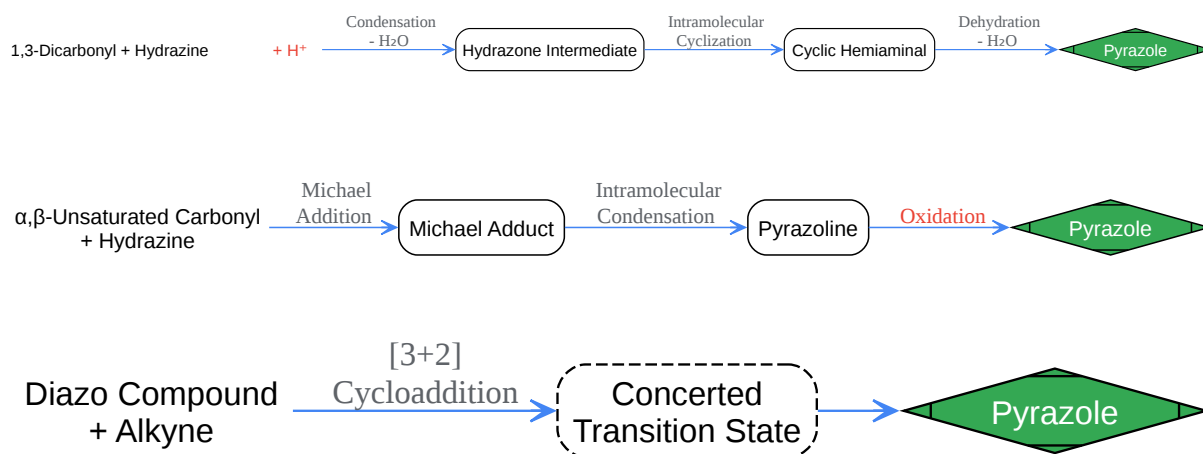 Condensation
- H₂O
Intramolecular
Cyclization
Dehydration
- H₂O
1,3-Dicarbonyl + Hydrazine
+ H⁺
Hydrazone Intermediate
Cyclic Hemiaminal
Pyrazole
Michael
Addition
Intramolecular
Condensation
α,β-Unsaturated Carbonyl
+ Hydrazine
Michael Adduct
Pyrazoline
Oxidation
Pyrazole
[3+2]
Cycloaddition
Diazo Compound
+ Alkyne
Concerted
Transition State
Pyrazole